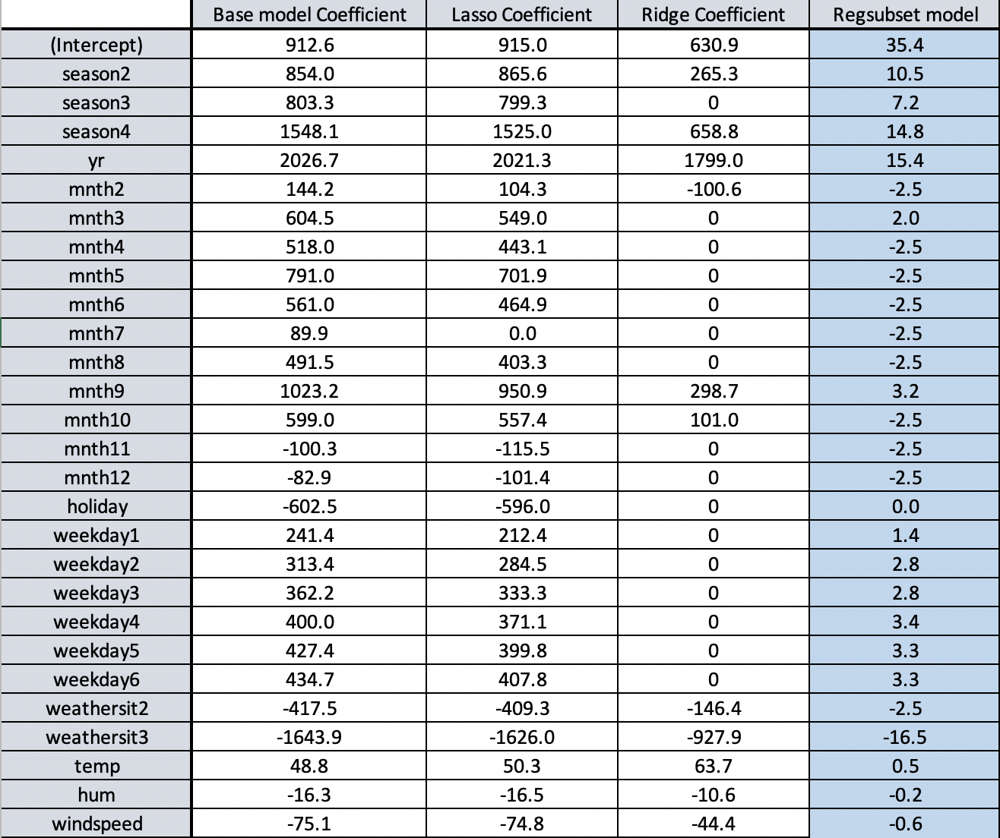 Base model Coefficient Lasso Coefficient Ridge Coefficient Regsubset model
(Intercept) 912.6 915.0 630.9 35.4
season2 854.0 865.6 265.3 10.5
season3 803.3 799.3 0 7.2
season4 1548.1 1525.0 658.8 14.8
yr 2026.7 2021.3 1799.0 15.4
mnth2 144.2 104.3 -100.6 -2.5
mnth3 604.5 549.0 0 2.0
mnth4 518.0 443.1 0 -2.5
mnth5 791.0 701.9 0 -2.5
mnth6 561.0 464.9 0 -2.5
mnth7 89.9 0.0 0 -2.5
mnth8 491.5 403.3 0 -2.5
mnth9 1023.2 950.9 298.7 3.2
mnth10 599.0 557.4 101.0 -2.5
mnth11 -100.3 -115.5 0 -2.5
mnth12 -82.9 -101.4 0 -2.5
holiday -602.5 -596.0 0 0.0
weekday1 241.4 212.4 0 1.4
weekday2 313.4 284.5 0 2.8
weekday3 362.2 333.3 0 2.8
weekday4 400.0 371.1 0 3.4
weekday5 427.4 399.8 0 3.3
weekday6 434.7 407.8 0 3.3
weathersit2 -417.5 -409.3 -146.4 -2.5
weathersit3 -1643.9 -1626.0 -927.9 -16.5
temp 48.8 50.3 63.7 0.5
hum -16.3 -16.5 -10.6 -0.2
windspeed -75.1 -74.8 -44.4 -0.6